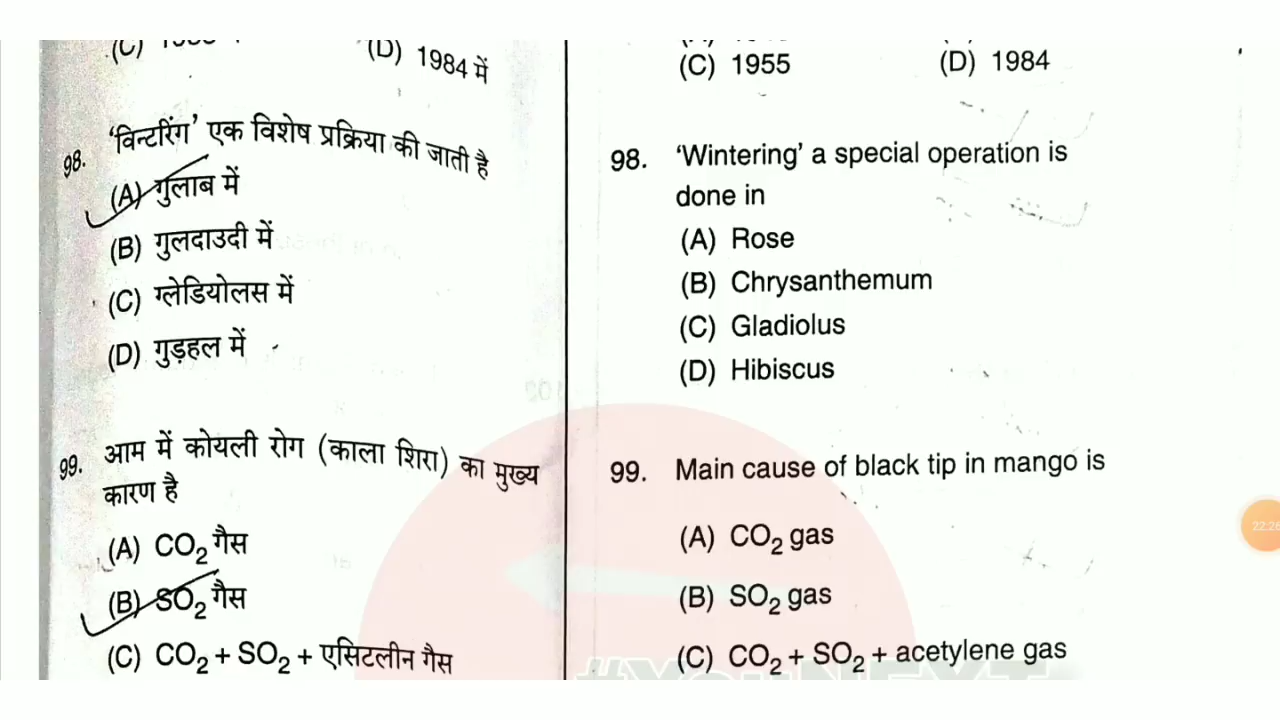 (D) 1984 में
98. ‘विन्टरिंग’ एक विशेष प्रक्रिया की जाती है
(A) गुलाब में
(B) गुलदाउदी में
(C) ग्लेडियोलस में
(D) गुड़हल में
99. आम में कोयली रोग (काला शिरा) का मुख्य
कारण है
(A) CO2 गैस
(B) SO2 गैस
(C) CO2 + SO2 + एसिटलीन गैस
(C) 1955
(D) 1984
98. ‘Wintering’ a special operation is
done in
(A) Rose
(B) Chrysanthemum
(C) Gladiolus
(D) Hibiscus
99. Main cause of black tip in mango is
(A) CO2 gas
(B) SO2 gas
(C) CO2 + SO2 + acetylene gas
22:26